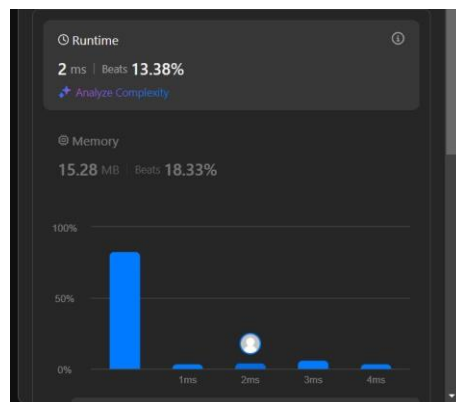 Runtime
2 ms | Beats 13.38%
Analyze Complexity
Memory
15.28 MB | Beats 18.33%
100%
50%
0%
1ms 2ms 3ms 4ms